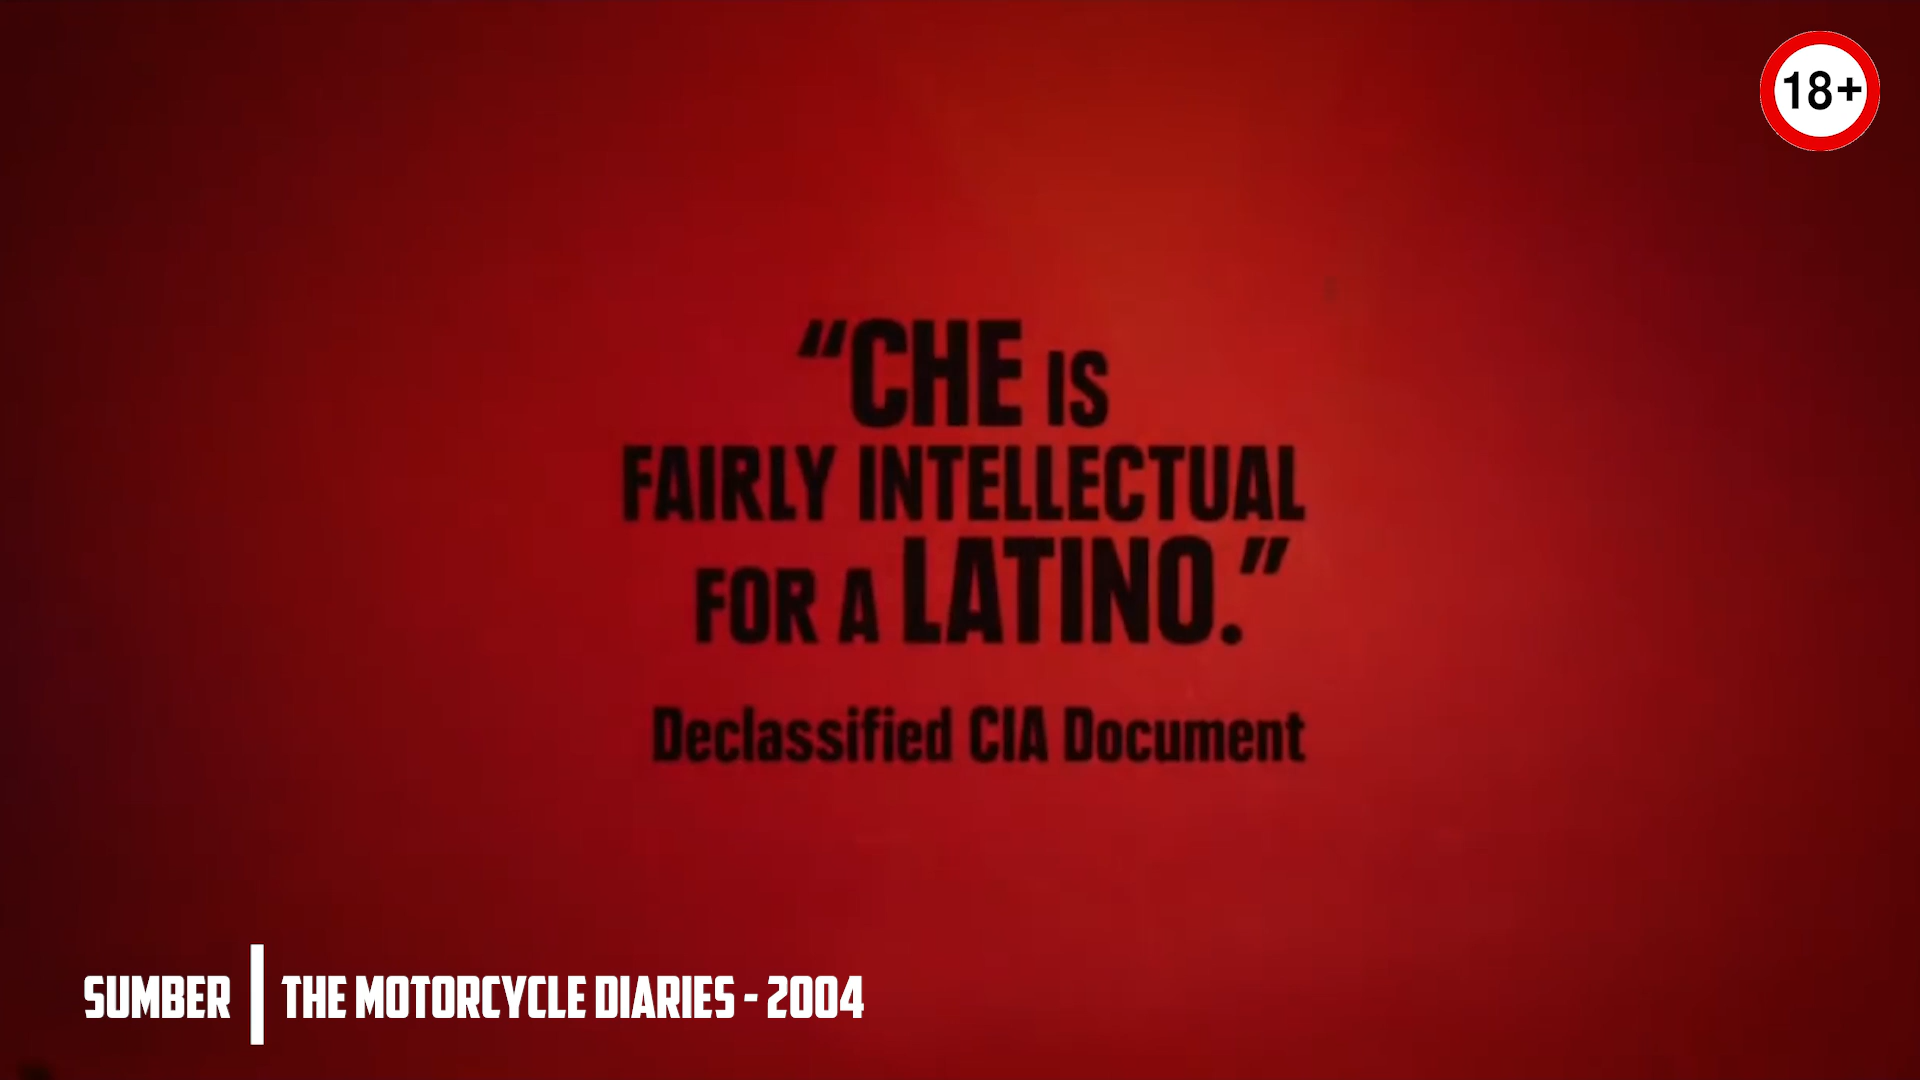 18+
“CHE IS
FAIRLY INTELLECTUAL
FOR A LATINO.”
Declassified CIA Document
SUMBER | THE MOTORCYCLE DIARIES - 2004